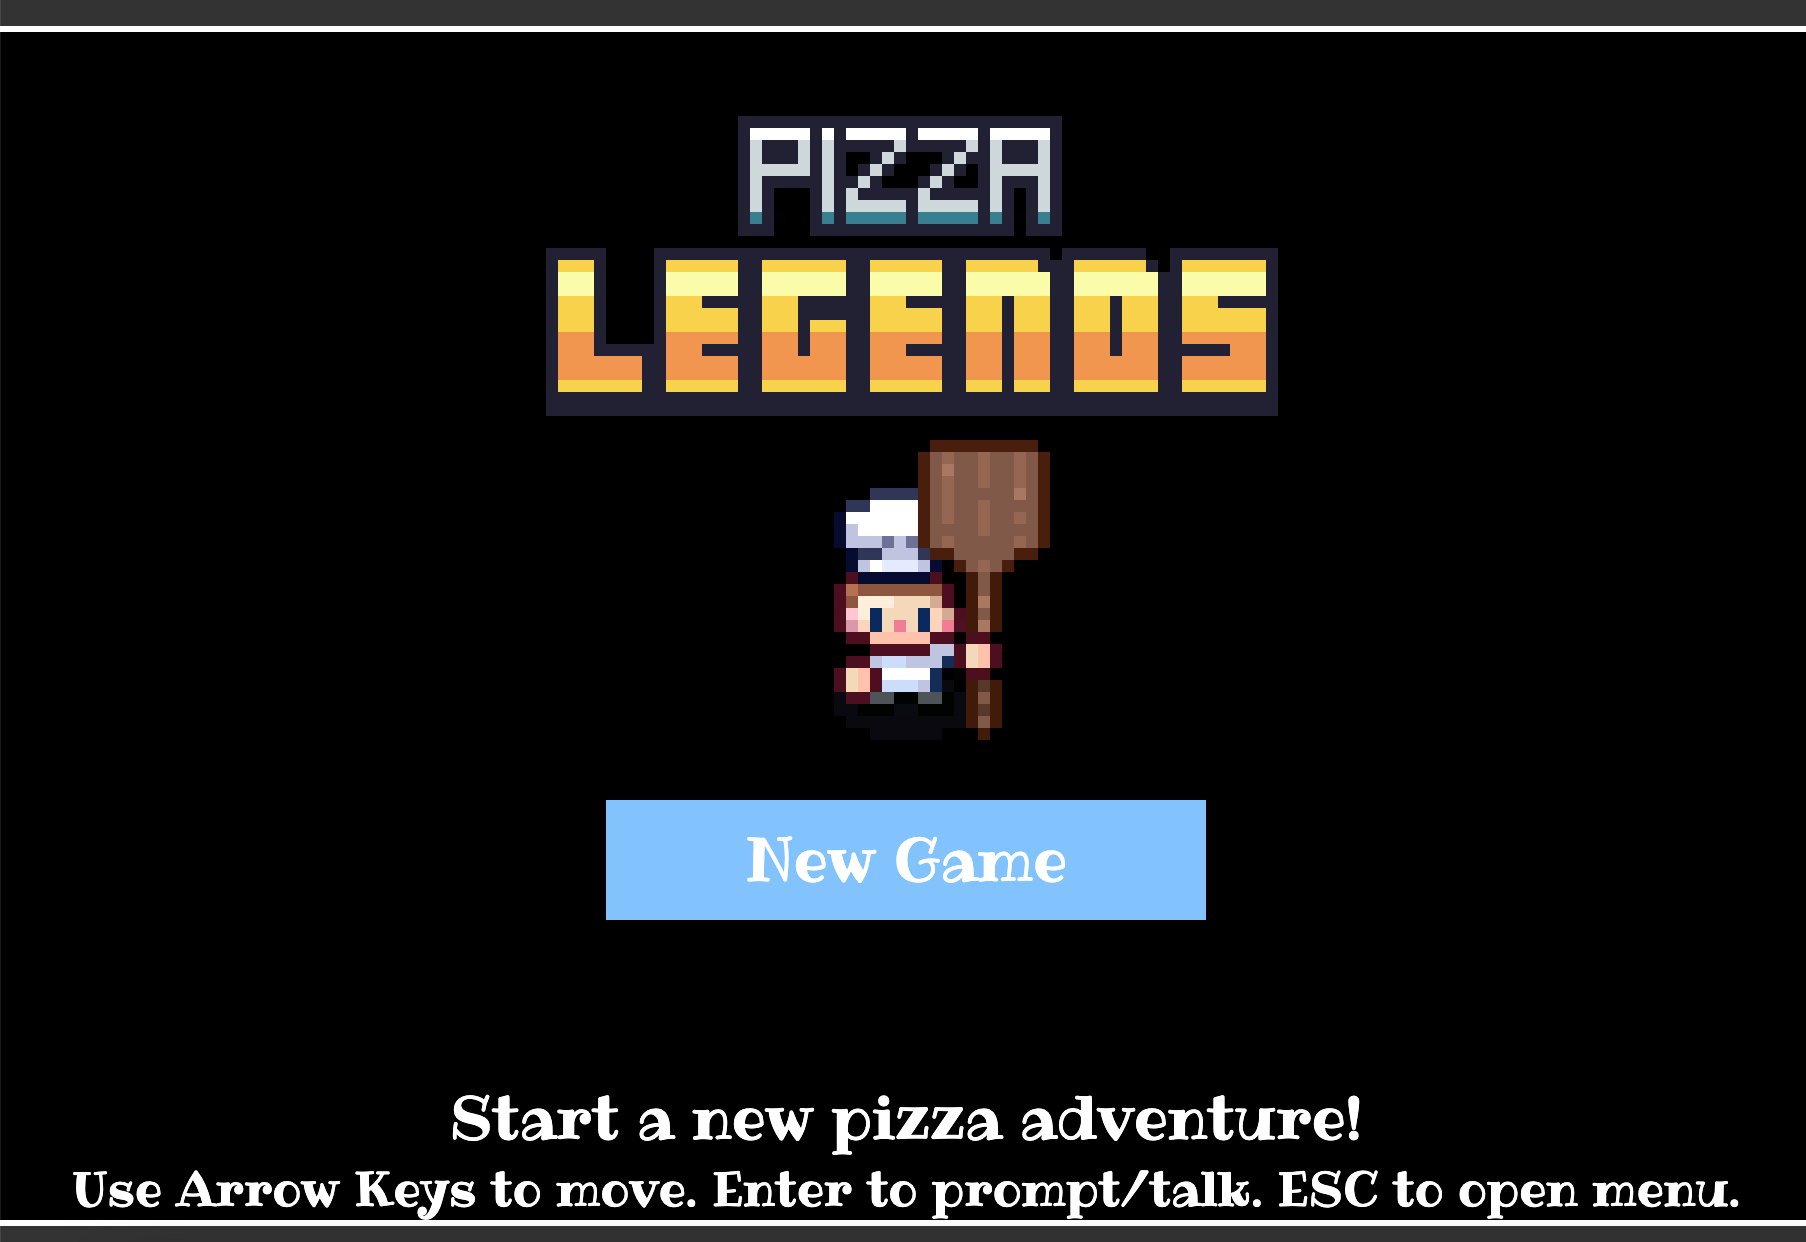 PIZZA
LEGENDS
New Game
Start a new pizza adventure!
Use Arrow Keys to move. Enter to prompt/talk. ESC to open menu.